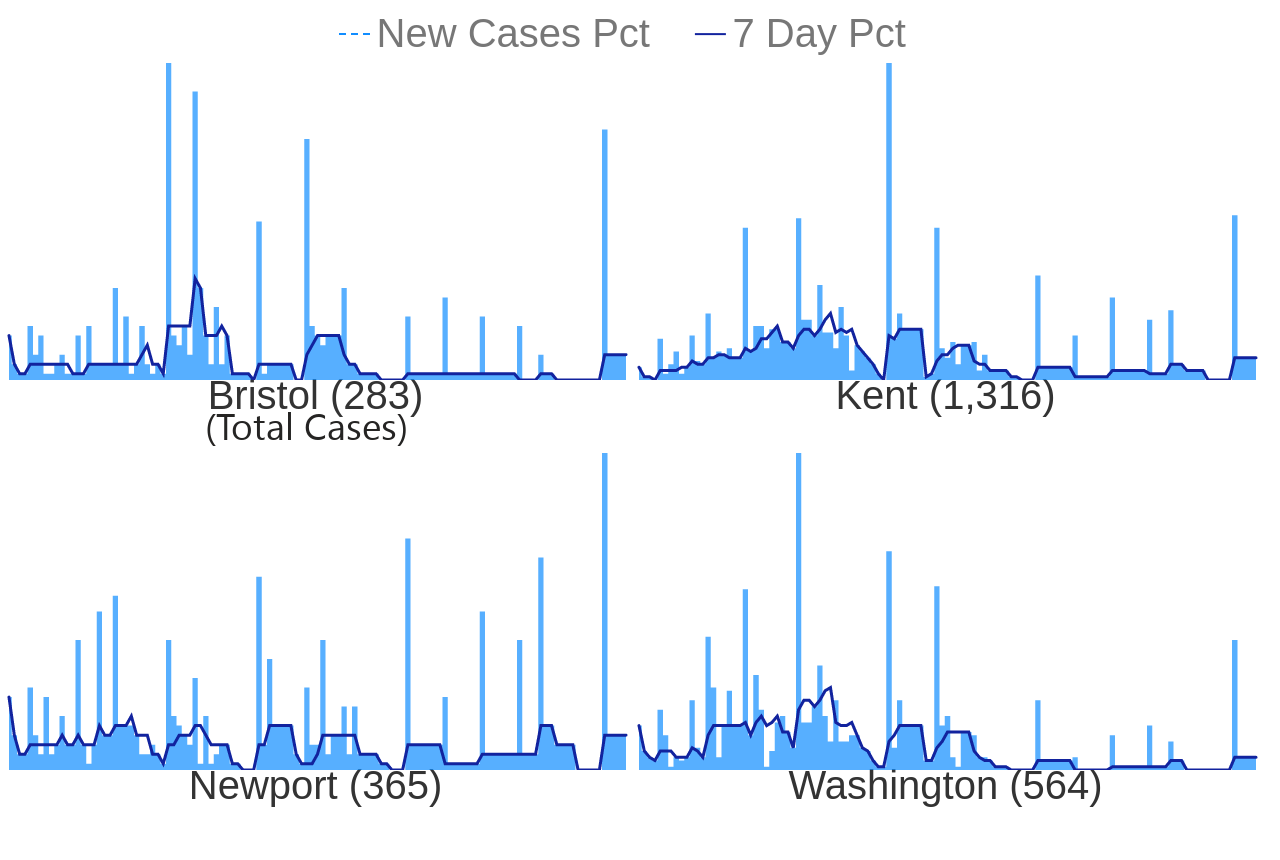 New Cases Pct 7 Day Pct
Bristol (283)
(Total Cases)
Kent (1,316)
Newport (365)
Washington (564)